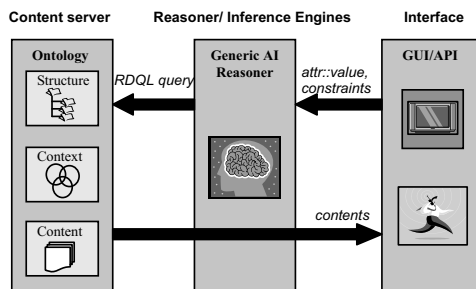 Content server
Reasoner/ Inference Engines
Interface
Ontology
Structure
Context
Content
RDQL query
Generic AI
Reasoner
attr::value,
constraints
contents
GUI/API